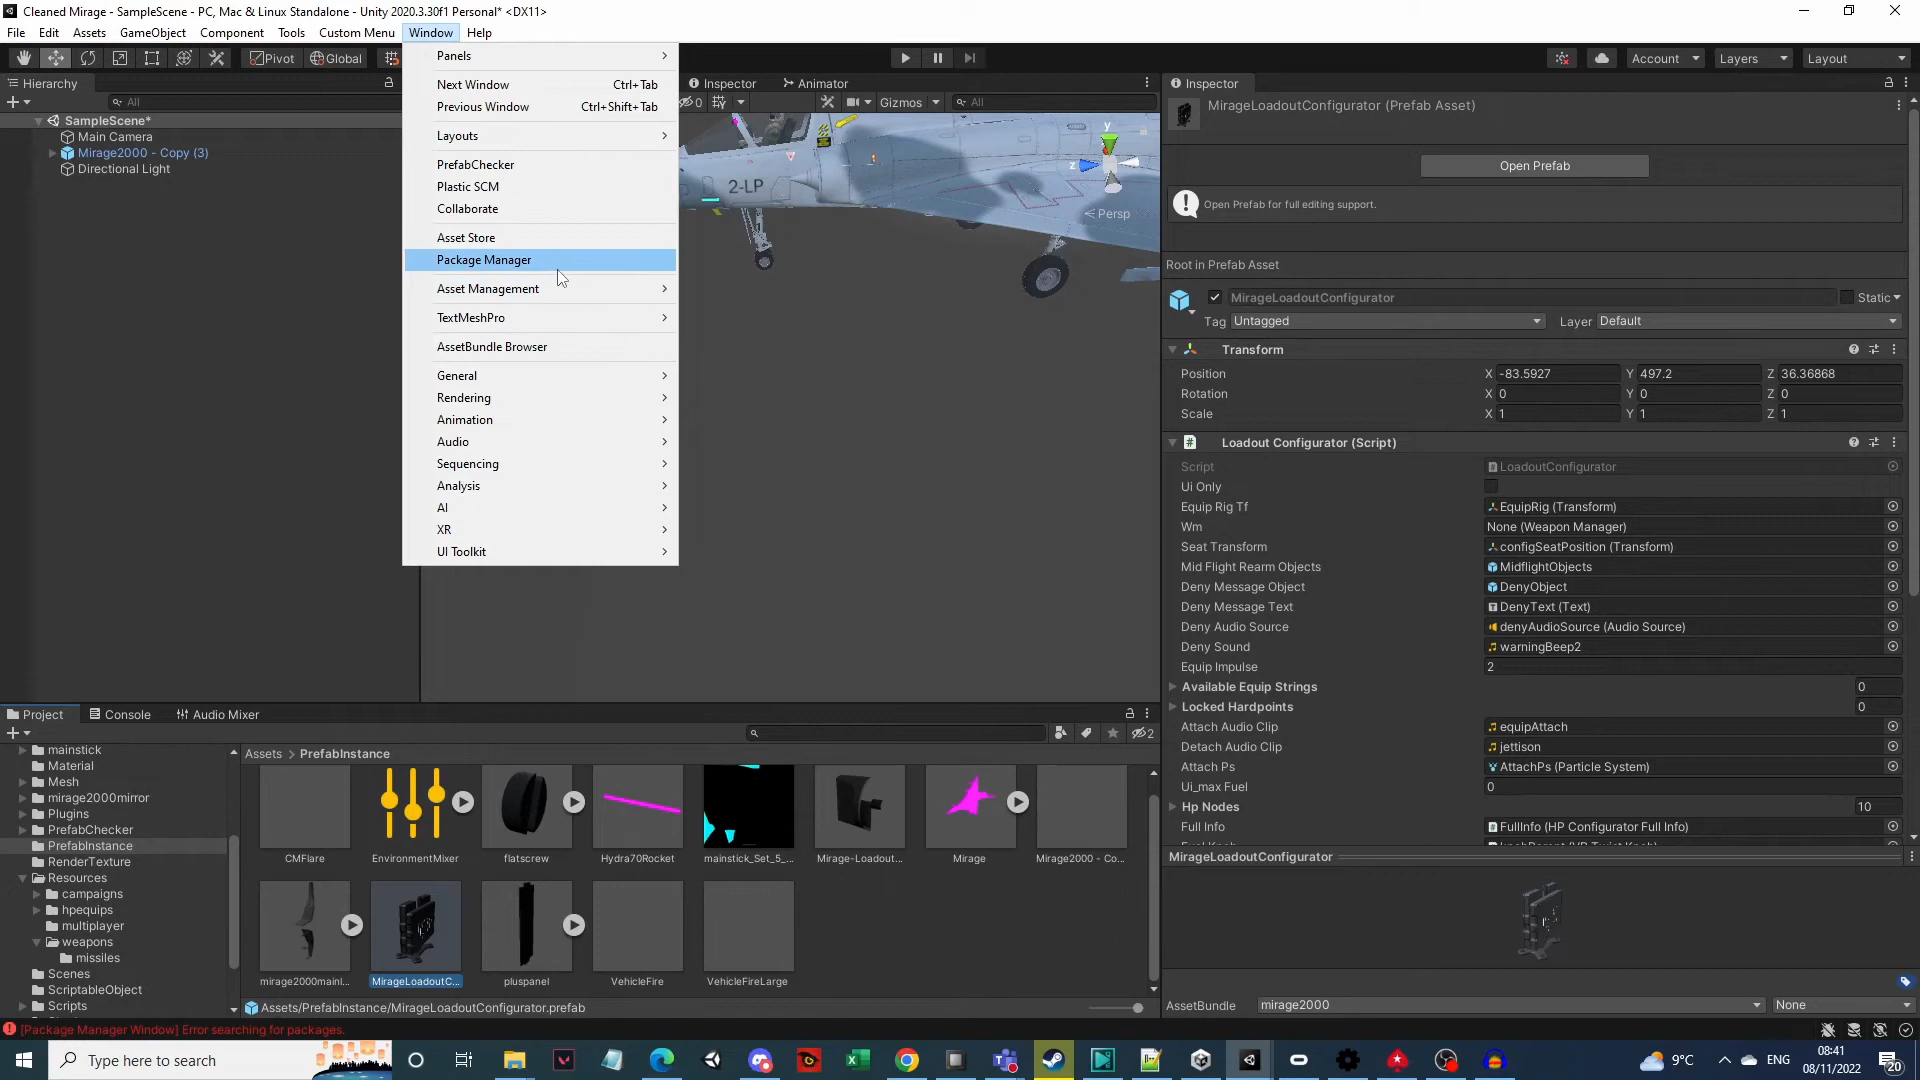 Cleaned Mirage - SampleScene - PC, Mac & Linux Standalone - Unity 2020.3.30f1 Personal* <DX11>
File Edit Assets GameObject Component Tools Custom Menu Window Help
Pivot Global Account Layers Layout
Panels
Next Window Ctrl+Tab
Previous Window Ctrl+Shift+Tab
Layouts
PrefabChecker
Plastic SCM
Collaborate
Asset Store
Package Manager
Asset Management
TextMeshPro
AssetBundle Browser
General
Rendering
Animation
Audio
Sequencing
Analysis
AI
XR
UI Toolkit
Hierarchy
All
SampleScene*
Main Camera
Mirage2000 - Copy (3)
Directional Light
Inspector Animator
0 Gizmos All
2-LP
y
z
Persp
Inspector
MirageLoadoutConfigurator (Prefab Asset)
Open Prefab
Open Prefab for full editing support.
Root in Prefab Asset
MirageLoadoutConfigurator Static
Tag Untagged Layer Default
Transform
Position X -83.5927 Y 497.2 Z 36.36868
Rotation X 0 Y 0 Z 0
Scale X 1 Y 1 Z 1
# Loadout Configurator (Script)
Script LoadoutConfigurator
Ui Only
Equip Rig Tf EquipRig (Transform)
Wm None (Weapon Manager)
Seat Transform configSeatPosition (Transform)
Mid Flight Rearm Objects MidflightObjects
Deny Message Object DenyObject
Deny Message Text DenyText (Text)
Deny Audio Source denyAudioSource (Audio Source)
Deny Sound warningBeep2
Equip Impulse 2
Available Equip Strings 0
Locked Hardpoints 0
Attach Audio Clip equipAttach
Detach Audio Clip jettison
Attach Ps AttachPs (Particle System)
Ui_max Fuel 0
Hp Nodes 10
Full Info FullInfo (HP Configurator Full Info)
MirageLoadoutConfigurator
AssetBundle mirage2000 None
Project Console Audio Mixer
2
mainstick
Material
Mesh
mirage2000mirror
Plugins
PrefabChecker
PrefabInstance
RenderTexture
Resources
campaigns
hpequips
multiplayer
weapons
missiles
Scenes
ScriptableObject
Scripts
Assets > PrefabInstance
CMFlare EnvironmentMixer flatscrew Hydra70Rocket mainstick_Set_5_... Mirage-Loadout... Mirage Mirage2000 - Co...
mirage2000mainl... MirageLoadoutC... pluspanel VehicleFire VehicleFireLarge
Assets/PrefabInstance/MirageLoadoutConfigurator.prefab
[Package Manager Window] Error searching for packages.
Type here to search
9°C ENG
08:41
08/11/2022
20